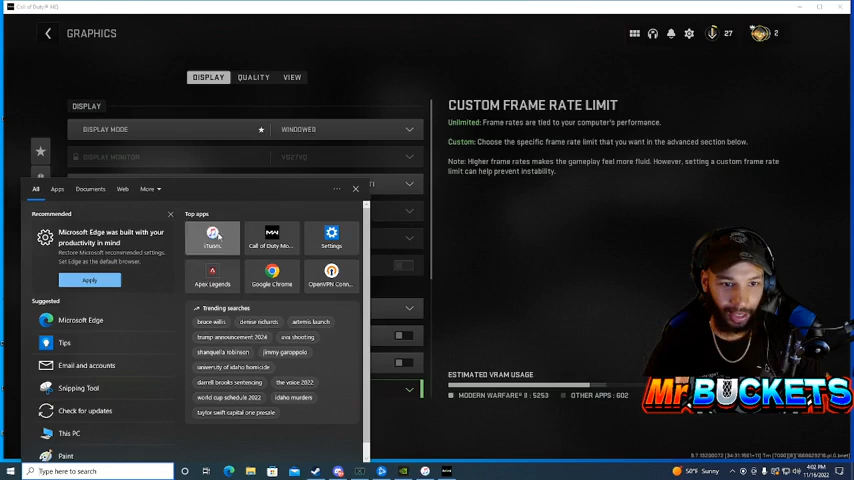 Call of Duty® HQ
GRAPHICS
27
2
DISPLAY
QUALITY
VIEW
DISPLAY
DISPLAY MODE
WINDOWED
DISPLAY MONITOR
VG27VQ
CUSTOM FRAME RATE LIMIT
Unlimited: Frame rates are tied to your computer's performance.
Custom: Choose the specific frame rate limit that you want in the advanced section below.
Note: Higher frame rates makes the gameplay feel more fluid. However, setting a custom frame
rate limit can help prevent instability.
All
Apps
Documents
Web
More
Recommended
Microsoft Edge was built with your
productivity in mind
Restore Microsoft recommended settings.
Set Edge as the default browser.
Apply
Suggested
Microsoft Edge
Tips
Email and accounts
Snipping Tool
Check for updates
This PC
Paint
Top apps
iTunes
Call of Duty Mo...
Settings
Apex Legends
Google Chrome
OpenVPN Conn...
Trending searches
bruce willis
denise richards
artemis launch
trump announcement 2024
uva shooting
shanquella robinson
jimmy garoppolo
university of idaho homicide
darrell brooks sentencing
the voice 2022
world cup schedule 2022
idaho murders
taylor swift capital one presale
ESTIMATED VRAM USAGE
MODERN WARFARE II : 5253
OTHER APPS : 602
MR BUCKETS
Type here to search
50°F Sunny
4:02 PM
11/16/2022